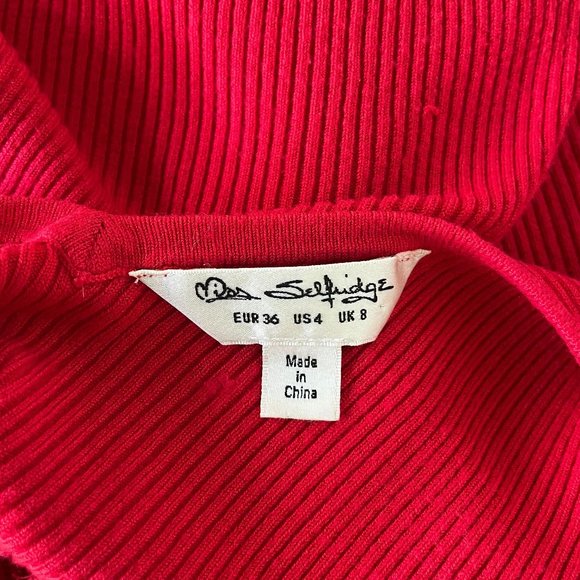 Miss Selfridge
EUR 36 US 4 UK 8
Made
in
China